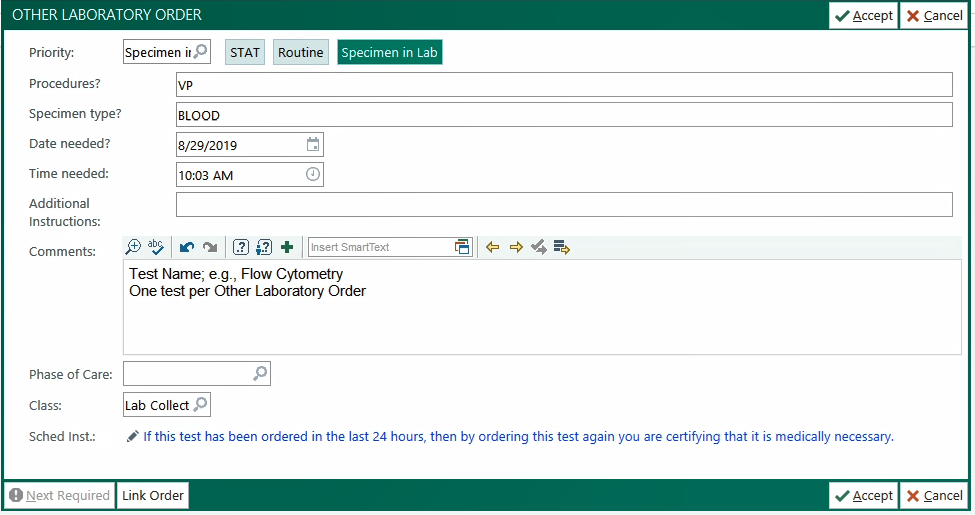 OTHER LABORATORY ORDER Accept Cancel
Priority: Specimen in STAT Routine Specimen in Lab
Procedures? VP
Specimen type? BLOOD
Date needed? 8/29/2019
Time needed: 10:03 AM
Additional
Instructions:
Comments: abc Insert SmartText
Test Name; e.g., Flow Cytometry
One test per Other Laboratory Order
Phase of Care:
Class: Lab Collect
Sched Inst.: If this test has been ordered in the last 24 hours, then by ordering this test again you are certifying that it is medically necessary.
Next Required Link Order Accept Cancel